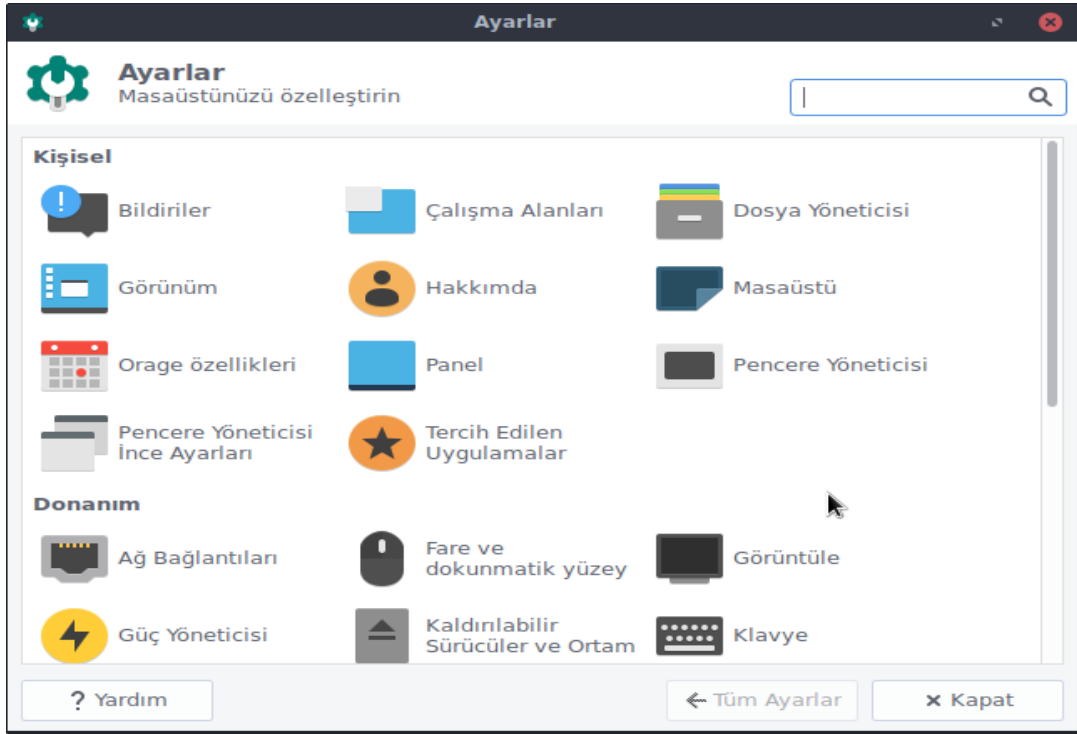 Ayarlar
Ayarlar
Masaüstünüzü özelleştirin
Kişisel
Bildiriler
Çalışma Alanları
Dosya Yöneticisi
Görünüm
Hakkımda
Masaüstü
Orage özellikleri
Panel
Pencere Yöneticisi
Pencere Yöneticisi
İnce Ayarları
Tercih Edilen
Uygulamalar
Donanım
Ağ Bağlantıları
Fare ve
dokunmatik yüzey
Görüntüle
Güç Yöneticisi
Kaldırılabilir
Sürücüler ve Ortam
Klavye
? Yardım
Tüm Ayarlar
Kapat